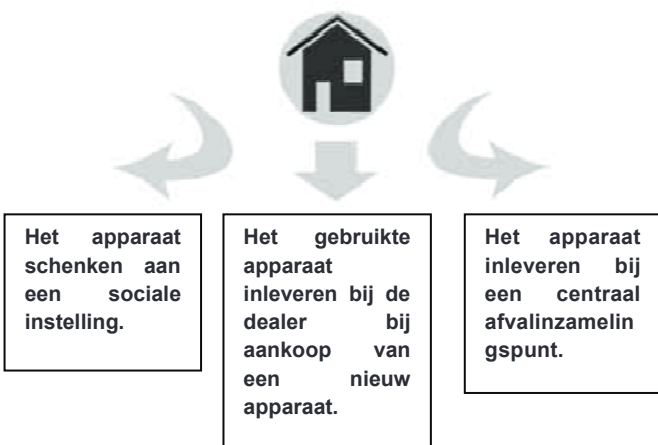 Het apparaat
schenken aan
een sociale
instelling.
Het gebruikte
apparaat
inleveren bij de
dealer bij
aankoop van
een nieuw
apparaat.
Het apparaat
inleveren bij
een centraal
afvalinzamelin
gspunt.